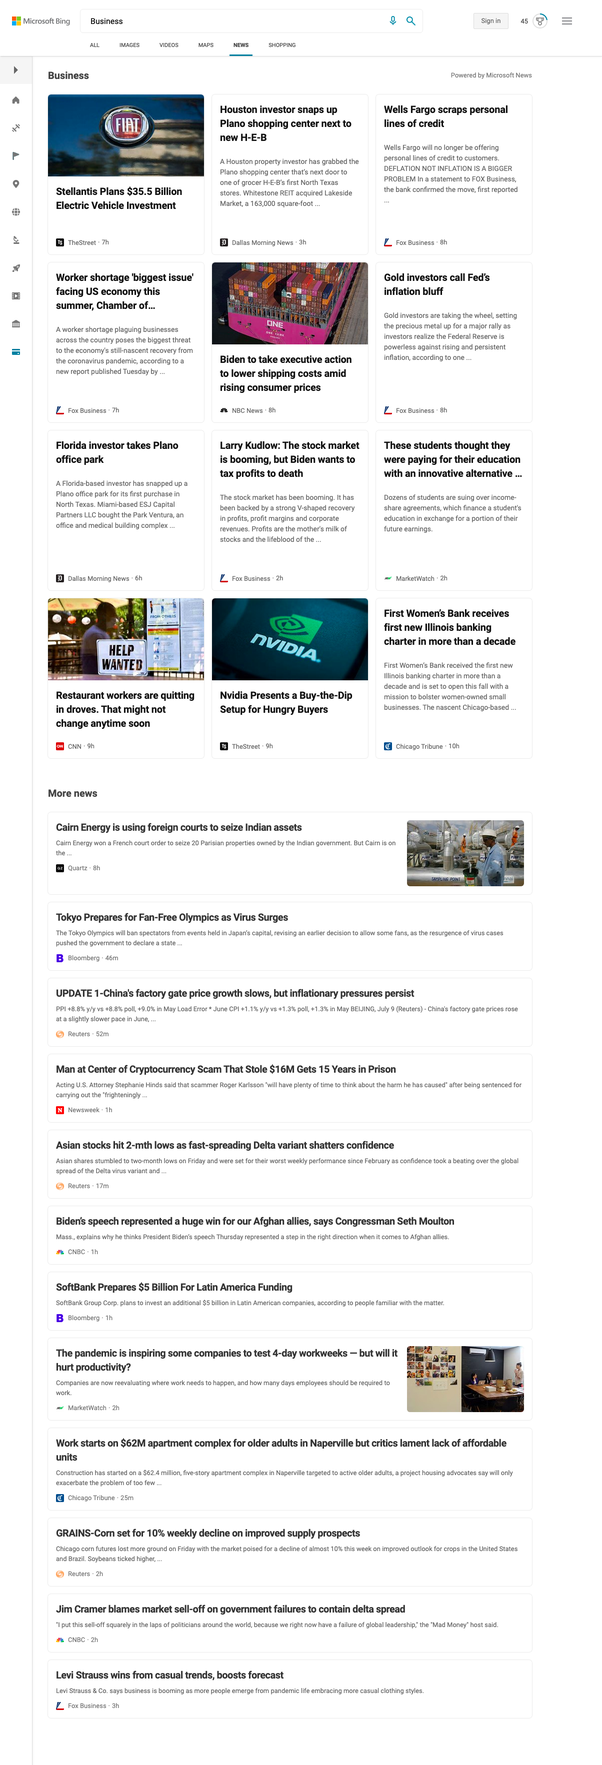 Microsoft Bing
Business
Sign in
45
ALL
IMAGES
VIDEOS
MAPS
NEWS
SHOPPING
Business
Powered by Microsoft News
FIAT
Stellantis Plans $35.5 Billion
Electric Vehicle Investment
TheStreet · 7h
Houston investor snaps up
Plano shopping center next to
new H-E-B
A Houston property investor has grabbed the
Plano shopping center that's next door to
one of grocer H-E-B's first North Texas
stores. Whitestone REIT acquired Lakeside
Market, a 163,000 square-foot ...
Dallas Morning News · 3h
Wells Fargo scraps personal
lines of credit
Wells Fargo will no longer be offering
personal lines of credit to customers.
DEFLATION NOT INFLATION IS A BIGGER
PROBLEM In a statement to FOX Business,
the bank confirmed the move, first reported
...
Fox Business · 8h
Worker shortage 'biggest issue'
facing US economy this
summer, Chamber of...
A worker shortage plaguing businesses
across the country poses the biggest threat
to the economy's still-nascent recovery from
the coronavirus pandemic, according to a
new report published Tuesday by ...
Fox Business · 7h
ONE
Biden to take executive action
to lower shipping costs amid
rising consumer prices
NBC News · 8h
Gold investors call Fed's
inflation bluff
Gold investors are taking the wheel, setting
the precious metal up for a major rally as
investors realize the Federal Reserve is
powerless against rising and persistent
inflation, according to one ...
Fox Business · 8h
Florida investor takes Plano
office park
A Florida-based investor has snapped up a
Plano office park for its first purchase in
North Texas. Miami-based ESJ Capital
Partners LLC bought the Park Ventura, an
office and medical building complex ...
Dallas Morning News · 6h
Larry Kudlow: The stock market
is booming, but Biden wants to
tax profits to death
The stock market has been booming. It has
been backed by a strong V-shaped recovery
in profits, profit margins and corporate
revenues. Profits are the mother's milk of
stocks and the lifeblood of the ...
Fox Business · 2h
These students thought they
were paying for their education
with an innovative alternative ...
Dozens of students are suing over income-
share agreements, which finance a student's
education in exchange for a portion of their
future earnings.
MarketWatch · 2h
HELP
WANTED
Restaurant workers are quitting
in droves. That might not
change anytime soon
CNN · 9h
NVIDIA.
Nvidia Presents a Buy-the-Dip
Setup for Hungry Buyers
TheStreet · 9h
First Women's Bank receives
first new Illinois banking
charter in more than a decade
First Women's Bank received the first new
Illinois banking charter in more than a
decade and is set to open this fall with a
mission to bolster women-owned small
businesses. The nascent Chicago-based ...
Chicago Tribune · 10h
More news
Cairn Energy is using foreign courts to seize Indian assets
Cairn Energy won a French court order to seize 20 Parisian properties owned by the Indian government. But Cairn is on
the ...
Quartz · 8h
Tokyo Prepares for Fan-Free Olympics as Virus Surges
The Tokyo Olympics will ban spectators from events held in Japan's capital, revising an earlier decision to allow some fans, as the resurgence of virus cases
pushed the government to declare a state ...
Bloomberg · 46m
UPDATE 1-China's factory gate price growth slows, but inflationary pressures persist
PPI +8.8% y/y vs +8.8% poll, +9.0% in May Load Error * June CPI +1.1% y/y vs +1.3% poll, +1.3% in May BEIJING, July 9 (Reuters) - China's factory gate prices rose
at a slightly slower pace in June, ...
Reuters · 52m
Man at Center of Cryptocurrency Scam That Stole $16M Gets 15 Years in Prison
Acting U.S. Attorney Stephanie Hinds said that scammer Roger Karlsson "will have plenty of time to think about the harm he has caused" after being sentenced for
carrying out the "frighteningly ...
Newsweek · 1h
Asian stocks hit 2-mth lows as fast-spreading Delta variant shatters confidence
Asian shares stumbled to two-month lows on Friday and were set for their worst weekly performance since February as confidence took a beating over the global
spread of the Delta virus variant and ...
Reuters · 17m
Biden's speech represented a huge win for our Afghan allies, says Congressman Seth Moulton
Mass., explains why he thinks President Biden's speech Thursday represented a step in the right direction when it comes to Afghan allies.
CNBC · 1h
SoftBank Prepares $5 Billion For Latin America Funding
SoftBank Group Corp. plans to invest an additional $5 billion in Latin American companies, according to people familiar with the matter.
Bloomberg · 1h
The pandemic is inspiring some companies to test 4-day workweeks — but will it
hurt productivity?
Companies are now reevaluating where work needs to happen, and how many days employees should be required to
work.
MarketWatch · 2h
Work starts on $62M apartment complex for older adults in Naperville but critics lament lack of affordable
units
Construction has started on a $62.4 million, five-story apartment complex in Naperville targeted to active older adults, a project housing advocates say will only
exacerbate the problem of too few ...
Chicago Tribune · 25m
GRAINS-Corn set for 10% weekly decline on improved supply prospects
Chicago corn futures lost more ground on Friday with the market poised for a decline of almost 10% this week on improved outlook for crops in the United States
and Brazil. Soybeans ticked higher, ...
Reuters · 2h
Jim Cramer blames market sell-off on government failures to contain delta spread
"I put this sell-off squarely in the laps of politicians around the world, because we right now have a failure of global leadership," the "Mad Money" host said.
CNBC · 2h
Levi Strauss wins from casual trends, boosts forecast
Levi Strauss & Co. says business is booming as more people emerge from pandemic life embracing more casual clothing styles.
Fox Business · 3h